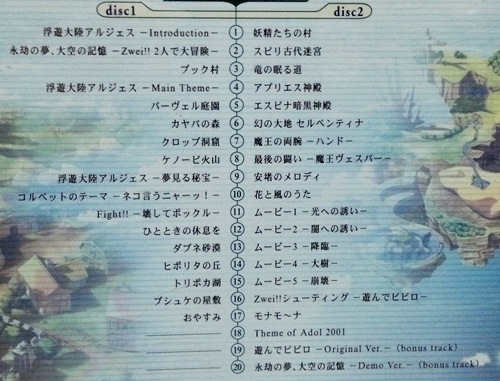 disc1 disc2
浮遊大陸アルジェス －Introduction－ 1 妖精たちの村
永劫の夢、大空の記憶 －Zwei!! 2人で大冒険－ 2 スピリ古代迷宮
プック村 3 竜の眠る道
浮遊大陸アルジェス －Main Theme－ 4 アプリエス神殿
バーヴェル庭園 5 エスピナ暗黒神殿
カヤバの森 6 幻の大地 セルペンティナ
クロップ洞窟 7 魔王の両腕 －ハンド－
ケノーピ火山 8 最後の闘い －魔王ヴェスパー－
浮遊大陸アルジェス －夢見る秘宝－ 9 安堵のメロディ
コルベットのテーマ －ネコ言うニャーッ！－ 10 花と風のうた
Fight!! －壊してポックル－ 11 ムービー1 －光への誘い－
ひとときの休息を 12 ムービー2 －闇への誘い－
ダブネ砂漠 13 ムービー3 －降臨－
ヒポリタの丘 14 ムービー4 －大樹－
トリポカ湖 15 ムービー5 －崩壊－
プシュケの屋敷 16 Zwei!!シューティング －遊んでピピロ－
おやすみ 17 モナモ～ナ
18 Theme of Adol 2001
19 遊んでピピロ －Original Ver.－（bonus track）
20 永劫の夢、大空の記憶 －Demo Ver.－（bonus track）